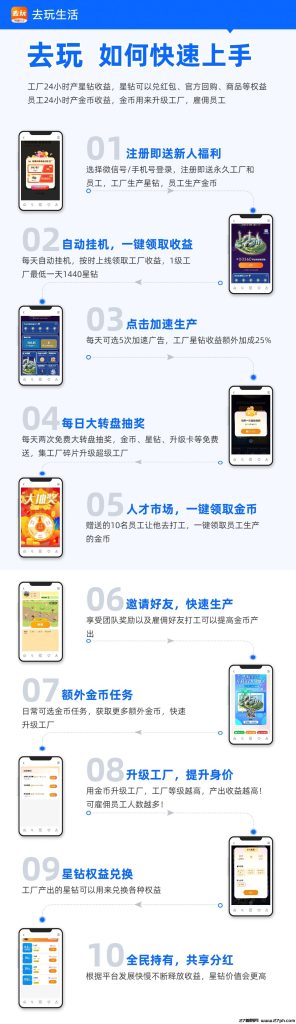 去玩 去玩生活
去玩 如何快速上手
工厂24小时产星钻收益，星钻可以兑红包、官方回购、商品等权益
员工24小时产金币收益，金币用来升级工厂，雇佣员工
01 注册即送新人福利
选择微信号/手机号登录，注册即送永久工厂和
员工，工厂生产星钻，员工生产金币
02 自动挂机，一键领取收益
每天自动挂机，按时上线领取工厂收益，1级工
厂最低一天1440星钻
03 点击加速生产
每天可选5次加速广告，工厂星钻收益额外加成25%
04 每日大转盘抽奖
每天两次免费大转盘抽奖，金币、星钻、升级卡等免费
送，集工厂碎片升级超级工厂
大抽奖
05 人才市场，一键领取金币
赠送的10名员工让他去打工，一键领取员工生产
的金币
06 邀请好友，快速生产
享受团队奖励以及雇佣好友打工可以提高金币产
出
07 额外金币任务
日常可选金币任务，获取更多额外金币，快速
升级工厂
08 升级工厂，提升身价
用金币升级工厂，工厂等级越高，产出收益越高！
可雇佣员工人数越多！
09 星钻权益兑换
工厂产出的星钻可以用来兑换各种权益
10 全民持有，共享分红
根据平台发展快慢不断释放收益，星钻价值会更高